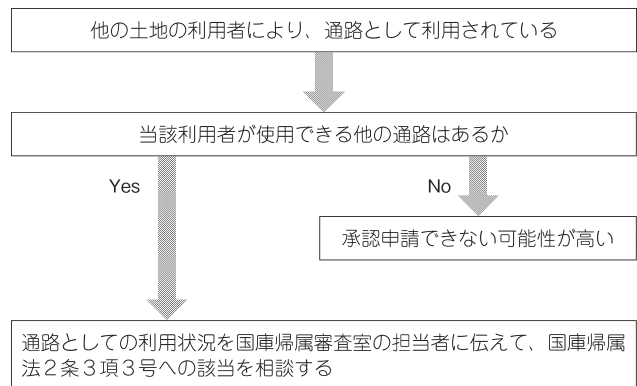 他の土地の利用者により、通路として利用されている
当該利用者が使用できる他の通路はあるか
Yes
No
承認申請できない可能性が高い
通路としての利用状況を国庫帰属審査室の担当者に伝えて、国庫帰属
法2条3項3号への該当を相談する